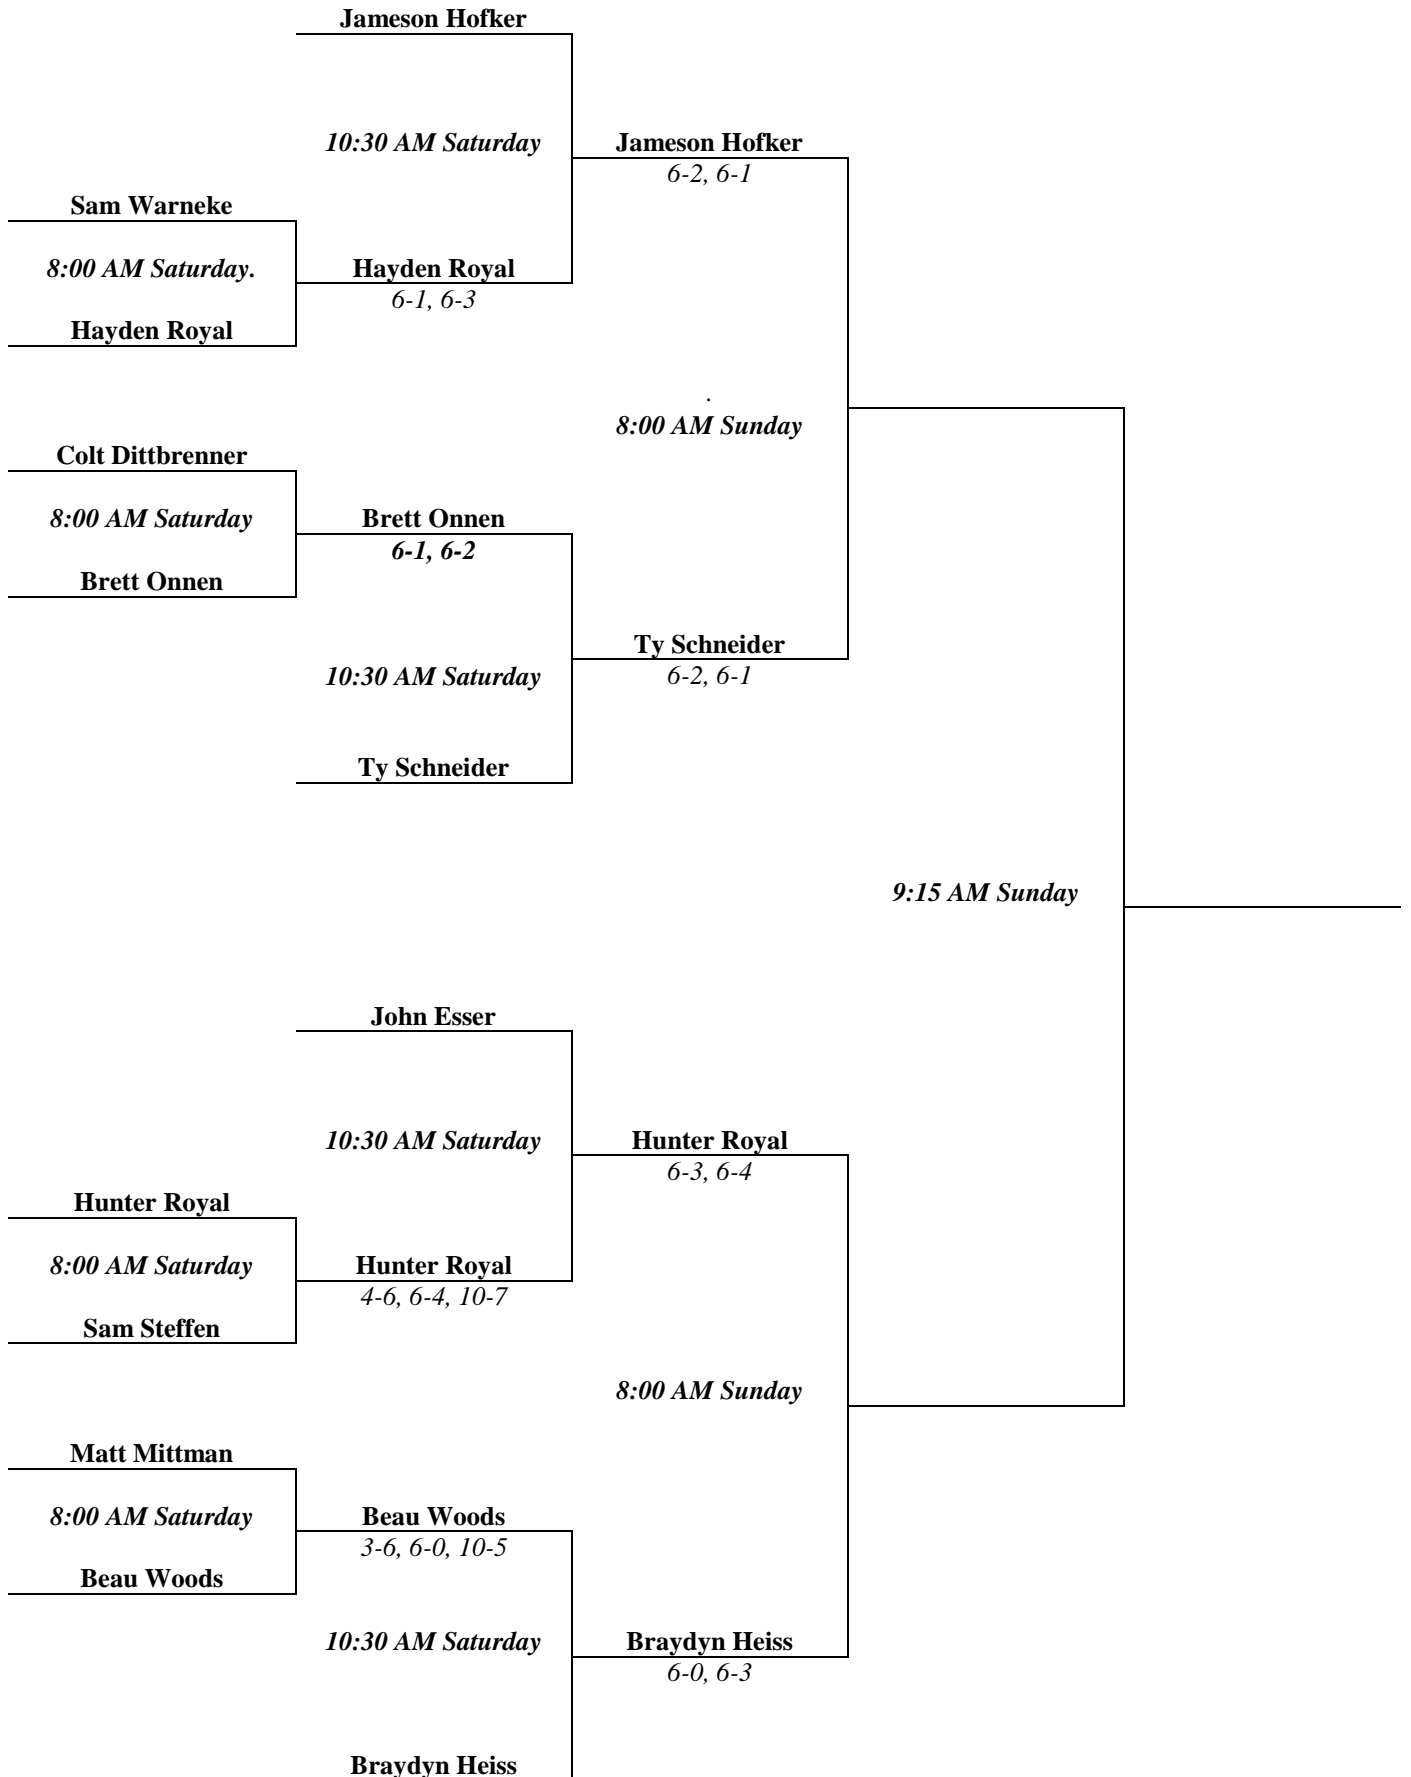 Jameson Hofker
10:30 AM Saturday
Jameson Hofker
6-2, 6-1
Sam Warneke
8:00 AM Saturday.
Hayden Royal
6-1, 6-3
Hayden Royal
.
8:00 AM Sunday
Colt Dittbrenner
8:00 AM Saturday
Brett Onnen
6-1, 6-2
Brett Onnen
Ty Schneider
6-2, 6-1
10:30 AM Saturday
Ty Schneider
9:15 AM Sunday
John Esser
10:30 AM Saturday
Hunter Royal
6-3, 6-4
Hunter Royal
8:00 AM Saturday
Hunter Royal
4-6, 6-4, 10-7
Sam Steffen
8:00 AM Sunday
Matt Mittman
8:00 AM Saturday
Beau Woods
3-6, 6-0, 10-5
Beau Woods
10:30 AM Saturday
Braydyn Heiss
6-0, 6-3
Braydyn Heiss